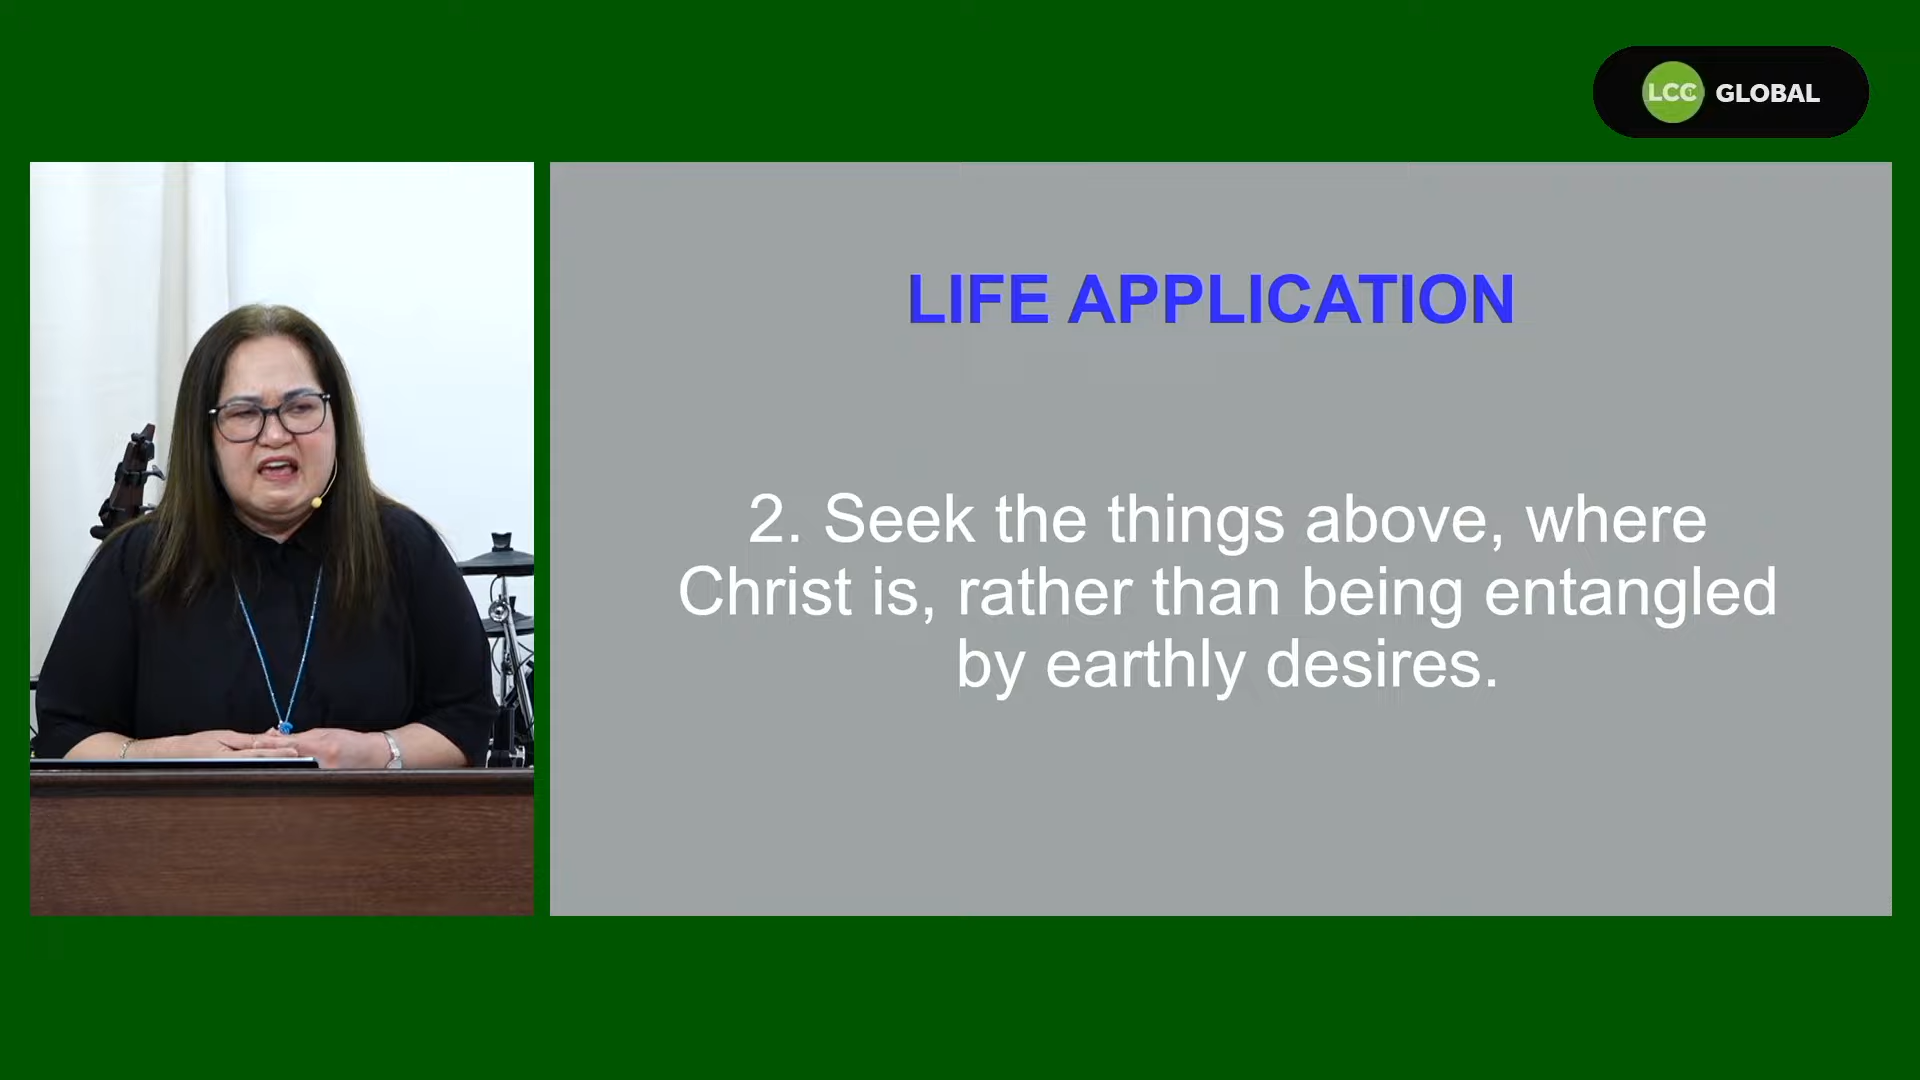 LCC GLOBAL
LIFE APPLICATION
2. Seek the things above, where
Christ is, rather than being entangled
by earthly desires.